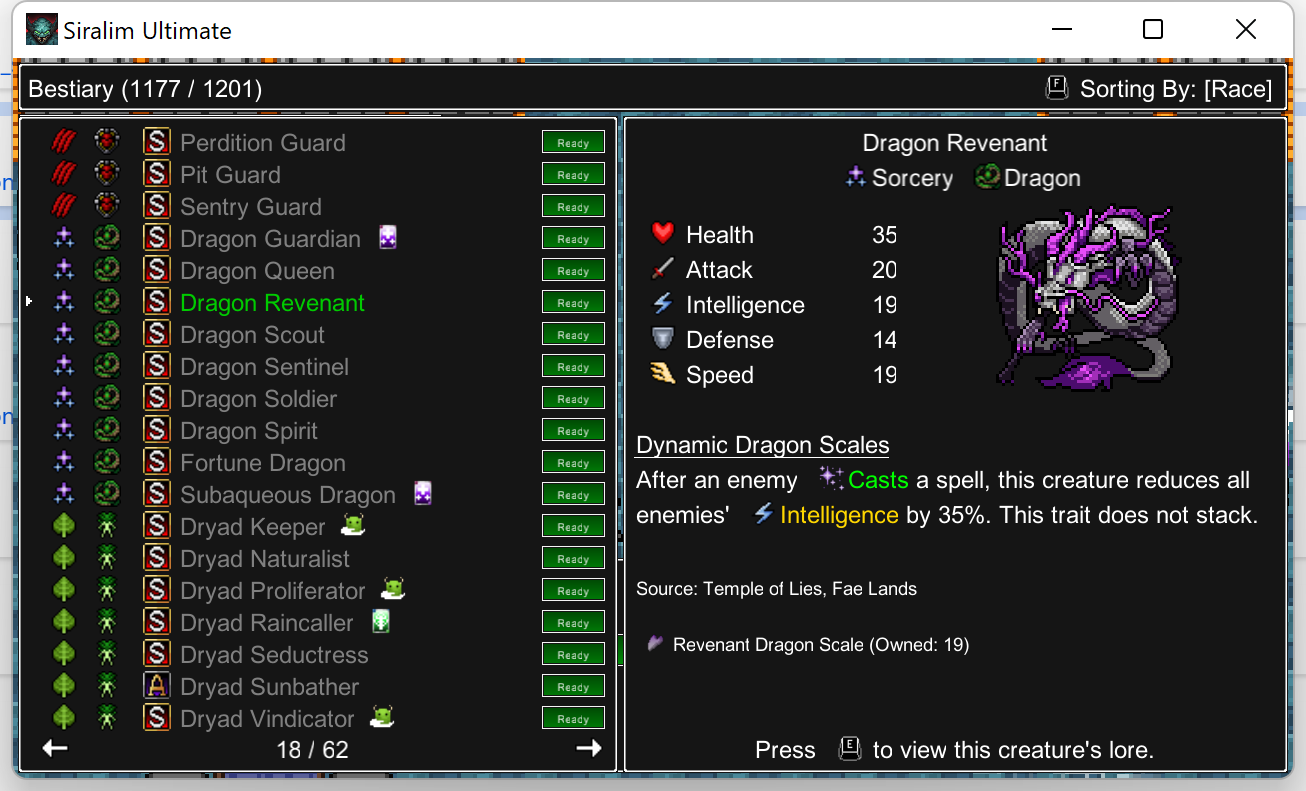 Siralim Ultimate
Bestiary (1177 / 1201)
F Sorting By: [Race]
S Perdition Guard Ready
S Pit Guard Ready
S Sentry Guard Ready
S Dragon Guardian Ready
S Dragon Queen Ready
S Dragon Revenant Ready
S Dragon Scout Ready
S Dragon Sentinel Ready
S Dragon Soldier Ready
S Dragon Spirit Ready
S Fortune Dragon Ready
S Subaqueous Dragon Ready
S Dryad Keeper Ready
S Dryad Naturalist Ready
S Dryad Proliferator Ready
S Dryad Raincaller Ready
S Dryad Seductress Ready
A Dryad Sunbather Ready
S Dryad Vindicator Ready
18 / 62
Dragon Revenant
Sorcery Dragon
Health 35
Attack 20
Intelligence 19
Defense 14
Speed 19
Dynamic Dragon Scales
After an enemy Casts a spell, this creature reduces all
enemies' Intelligence by 35%. This trait does not stack.
Source: Temple of Lies, Fae Lands
Revenant Dragon Scale (Owned: 19)
Press E to view this creature's lore.